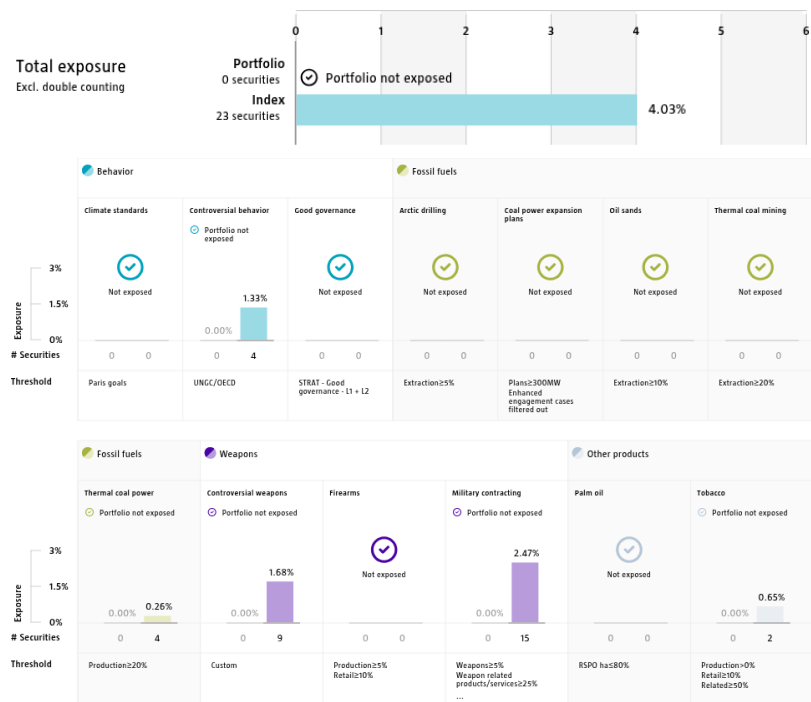 0 1 2 3 4 5 6
Total exposure
Excl. double counting
Portfolio
0 securities
Portfolio not exposed
Index
23 securities
4.03%
Behavior
Fossil fuels
Climate standards
Controversial behavior
Good governance
Arctic drilling
Coal power expansion
plans
Oil sands
Thermal coal mining
Portfolio not
exposed
Not exposed
Not exposed
Not exposed
Not exposed
Not exposed
Not exposed
Exposure
3%
1.5%
0%
0.00%
1.33%
# Securities
0 0
0 4
0 0
0 0
0 0
0 0
0 0
Threshold
Paris goals
UNGC/OECD
STRAT - Good
governance - L1 + L2
Extraction≥5%
Plans≥300MW
Enhanced
engagement cases
filtered out
Extraction≥10%
Extraction≥20%
Fossil fuels
Weapons
Other products
Thermal coal power
Controversial weapons
Firearms
Military contracting
Palm oil
Tobacco
Portfolio not exposed
Portfolio not exposed
Portfolio not exposed
Portfolio not exposed
Not exposed
Not exposed
Exposure
3%
1.5%
0%
0.00%
0.26%
0.00%
1.68%
0.00%
2.47%
0.00%
0.65%
# Securities
0 4
0 9
0 0
0 15
0 0
0 2
Threshold
Production≥20%
Custom
Production≥5%
Retail≥10%
Weapons≥5%
Weapon related
products/services≥25%
...
RSPO ha≤80%
Production>0%
Retail≥10%
Related≥50%